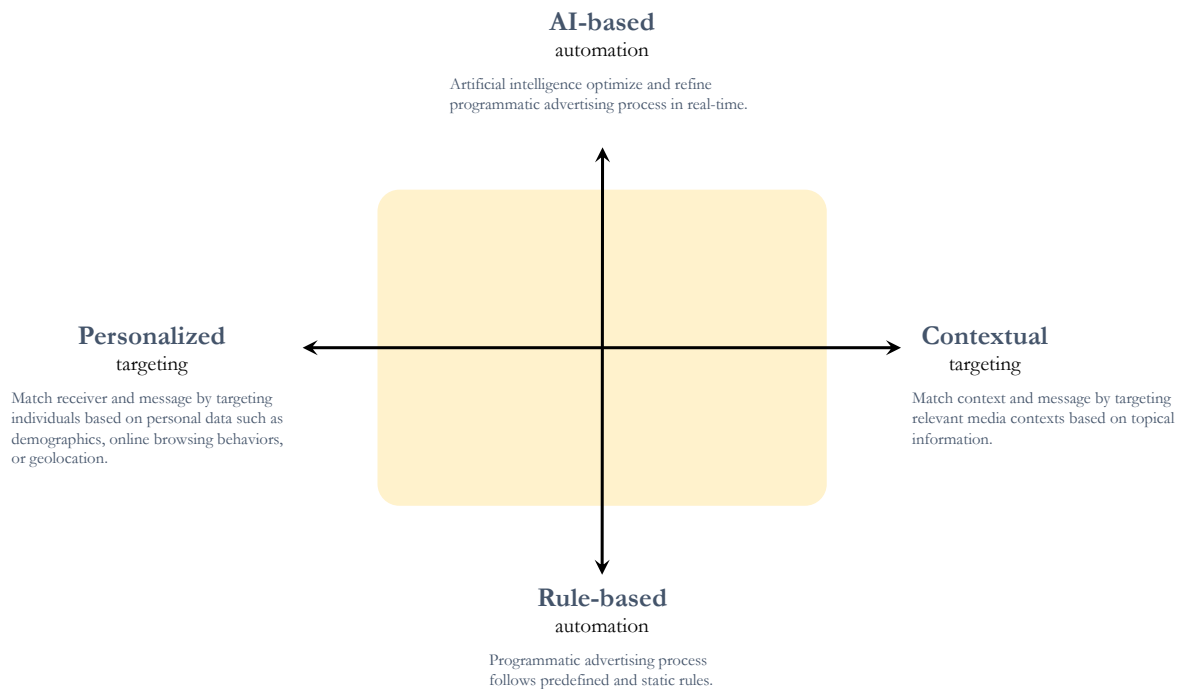 AI-based
automation
Artificial intelligence optimize and refine
programmatic advertising process in real-time.
Personalized
targeting
Match receiver and message by targeting
individuals based on personal data such as
demographics, online browsing behaviors,
or geolocation.
Contextual
targeting
Match context and message by targeting
relevant media contexts based on topical
information.
Rule-based
automation
Programmatic advertising process
follows predefined and static rules.